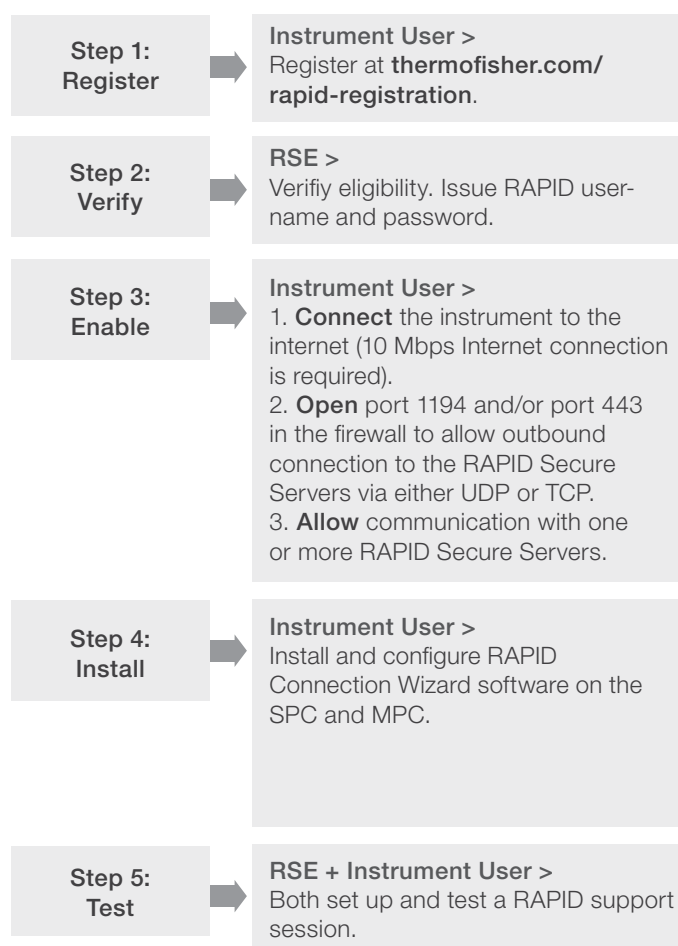 Step 1:
Register
Instrument User >
Register at thermofisher.com/
rapid-registration.
Step 2:
Verify
RSE >
Verifiy eligibility. Issue RAPID user-
name and password.
Step 3:
Enable
Instrument User >
1. Connect the instrument to the
internet (10 Mbps Internet connection
is required).
2. Open port 1194 and/or port 443
in the firewall to allow outbound
connection to the RAPID Secure
Servers via either UDP or TCP.
3. Allow communication with one
or more RAPID Secure Servers.
Step 4:
Install
Instrument User >
Install and configure RAPID
Connection Wizard software on the
SPC and MPC.
Step 5:
Test
RSE + Instrument User >
Both set up and test a RAPID support
session.